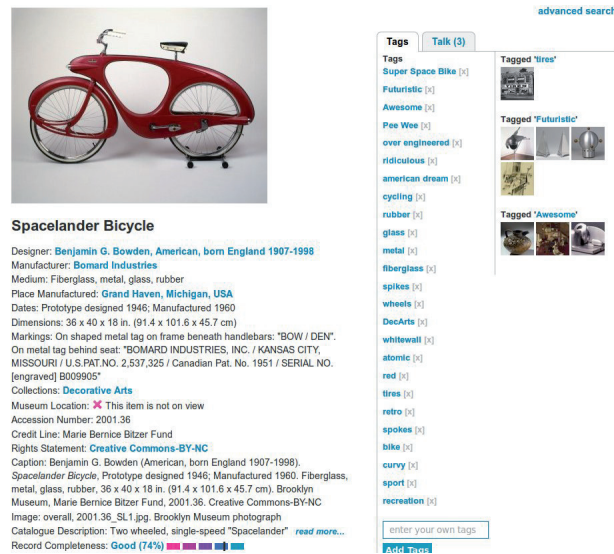 advanced search
Spacelander Bicycle
Designer: Benjamin G. Bowden, American, born England 1907-1998
Manufacturer: Bomard Industries
Medium: Fiberglass, metal, glass, rubber
Place Manufactured: Grand Haven, Michigan, USA
Dates: Prototype designed 1946; Manufactured 1960
Dimensions: 36 x 40 x 18 in. (91.4 x 101.6 x 45.7 cm)
Markings: On shaped metal tag on frame beneath handlebars: "BOW / DEN".
On metal tag behind seat: "BOMARD INDUSTRIES, INC. / KANSAS CITY,
MISSOURI / U.S.PAT.NO. 2,537,325 / Canadian Pat. No. 1951 / SERIAL NO.
[engraved] B009905"
Collections: Decorative Arts
Museum Location: This item is not on view
Accession Number: 2001.36
Credit Line: Marie Bernice Bitzer Fund
Rights Statement: Creative Commons-BY-NC
Caption: Benjamin G. Bowden (American, born England 1907-1998).
Spacelander Bicycle, Prototype designed 1946; Manufactured 1960. Fiberglass,
metal, glass, rubber, 36 x 40 x 18 in. (91.4 x 101.6 x 45.7 cm). Brooklyn
Museum, Marie Bernice Bitzer Fund, 2001.36. Creative Commons-BY-NC
Image: overall, 2001.36_SL1.jpg. Brooklyn Museum photograph
Catalogue Description: Two wheeled, single-speed "Spacelander" read more...
Record Completeness: Good (74%)
Tags
Talk (3)
Tags
Super Space Bike [x]
Futuristic [x]
Awesome [x]
Pee Wee [x]
over engineered [x]
ridiculous [x]
american dream [x]
cycling [x]
rubber [x]
glass [x]
metal [x]
fiberglass [x]
spikes [x]
wheels [x]
DecArts [x]
whitewall [x]
atomic [x]
red [x]
tires [x]
retro [x]
spokes [x]
bike [x]
curvy [x]
sport [x]
recreation [x]
enter your own tags
Add Tags
Tagged 'tires'
Tagged 'Futuristic'
Tagged 'Awesome'